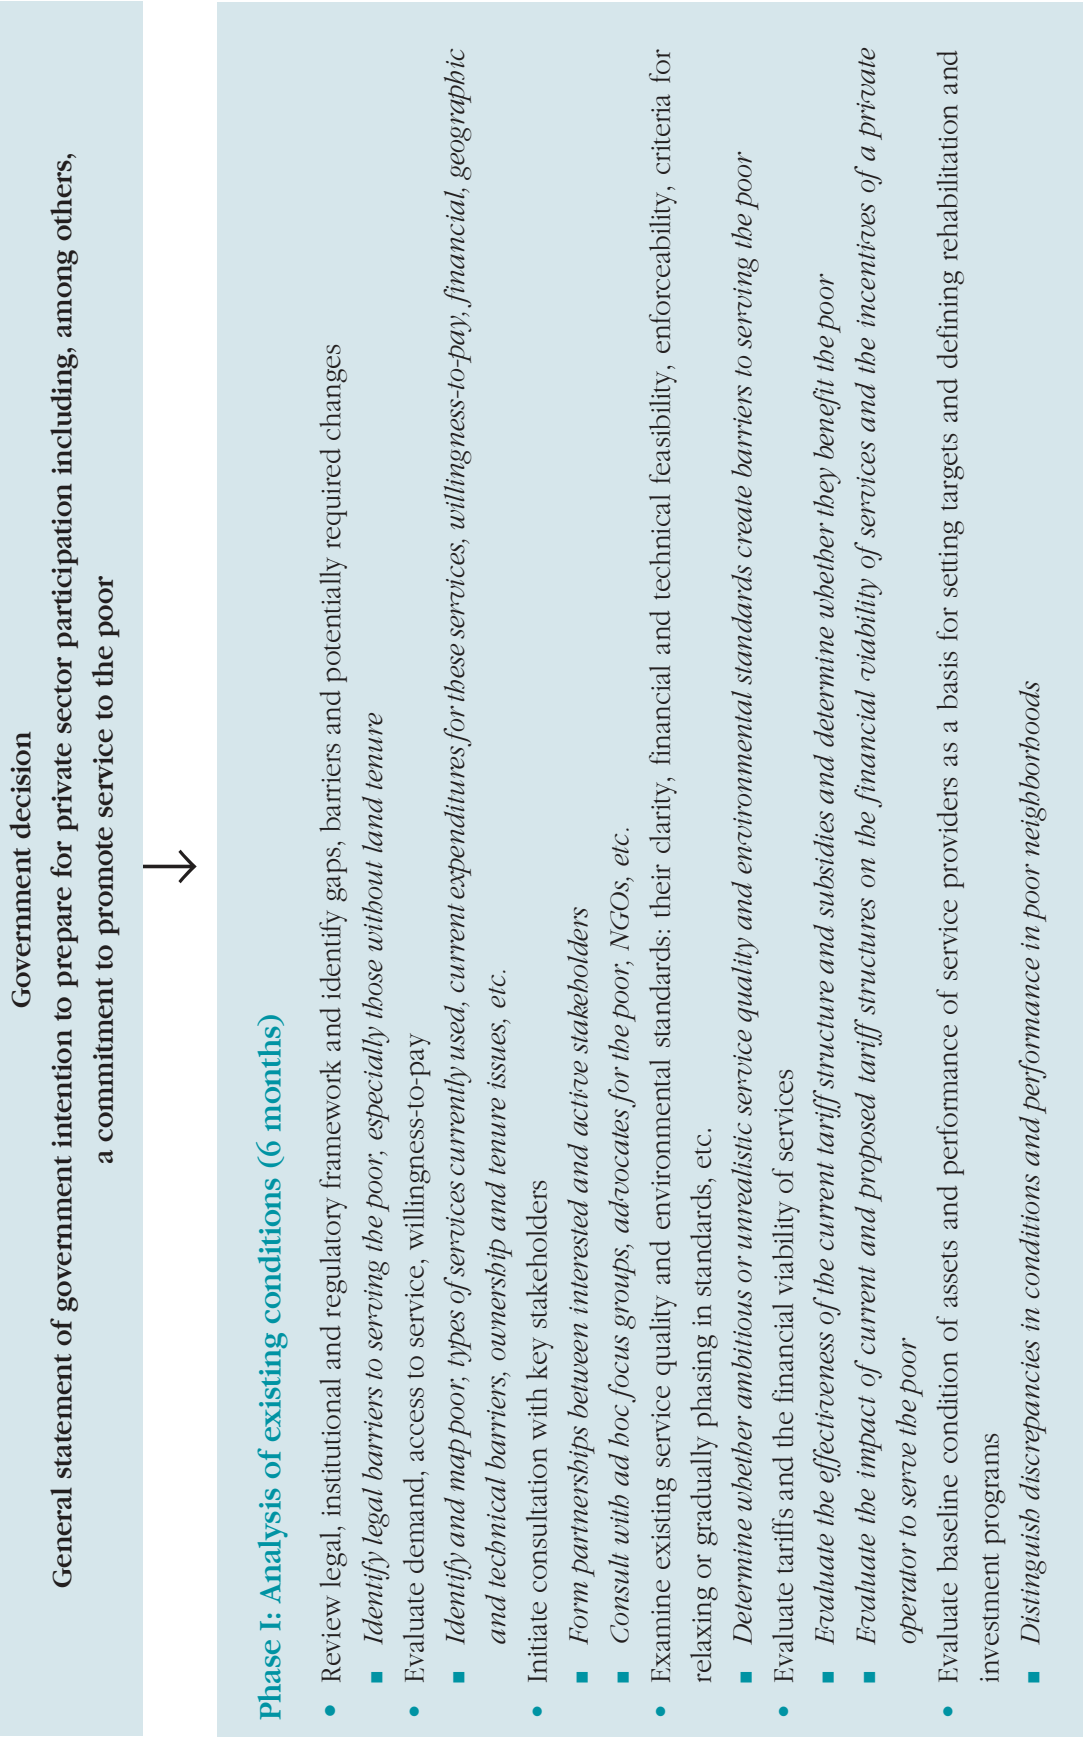 Government decision
General statement of government intention to prepare for private sector participation including, among others,
a commitment to promote service to the poor
Phase I: Analysis of existing conditions (6 months)
• Review legal, institutional and regulatory framework and identify gaps, barriers and potentially required changes
■ Identify legal barriers to serving the poor, especially those without land tenure
• Evaluate demand, access to service, willingness-to-pay
■ Identify and map poor, types of services currently used, current expenditures for these services, willingness-to-pay, financial, geographic
and technical barriers, ownership and tenure issues, etc.
• Initiate consultation with key stakeholders
■ Form partnerships between interested and active stakeholders
■ Consult with ad hoc focus groups, advocates for the poor, NGOs, etc.
• Examine existing service quality and environmental standards: their clarity, financial and technical feasibility, enforceability, criteria for
relaxing or gradually phasing in standards, etc.
■ Determine whether ambitious or unrealistic service quality and environmental standards create barriers to serving the poor
• Evaluate tariffs and the financial viability of services
■ Evaluate the effectiveness of the current tariff structure and subsidies and determine whether they benefit the poor
■ Evaluate the impact of current and proposed tariff structures on the financial viability of services and the incentives of a private
operator to serve the poor
• Evaluate baseline condition of assets and performance of service providers as a basis for setting targets and defining rehabilitation and
investment programs
■ Distinguish discrepancies in conditions and performance in poor neighborhoods